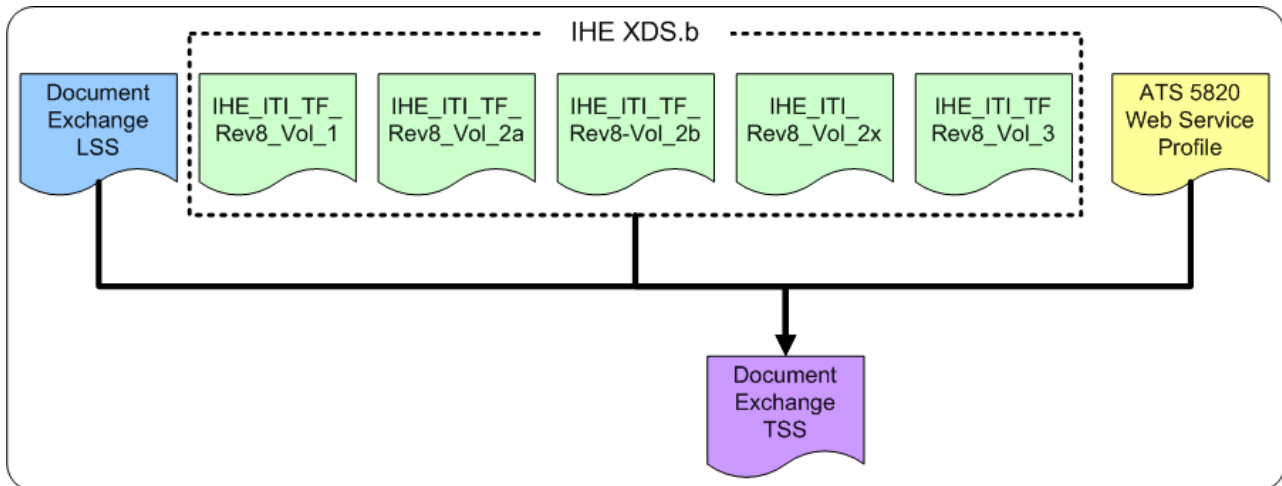 IHE XDS.b
Document
Exchange
LSS
IHE_ITI_TF_
Rev8_Vol_1
IHE_ITI_TF_
Rev8_Vol_2a
IHE_ITI_TF_
Rev8-Vol_2b
IHE_ITI_
Rev8_Vol_2x
IHE_ITI_TF
Rev8_Vol_3
ATS 5820
Web Service
Profile
Document
Exchange
TSS